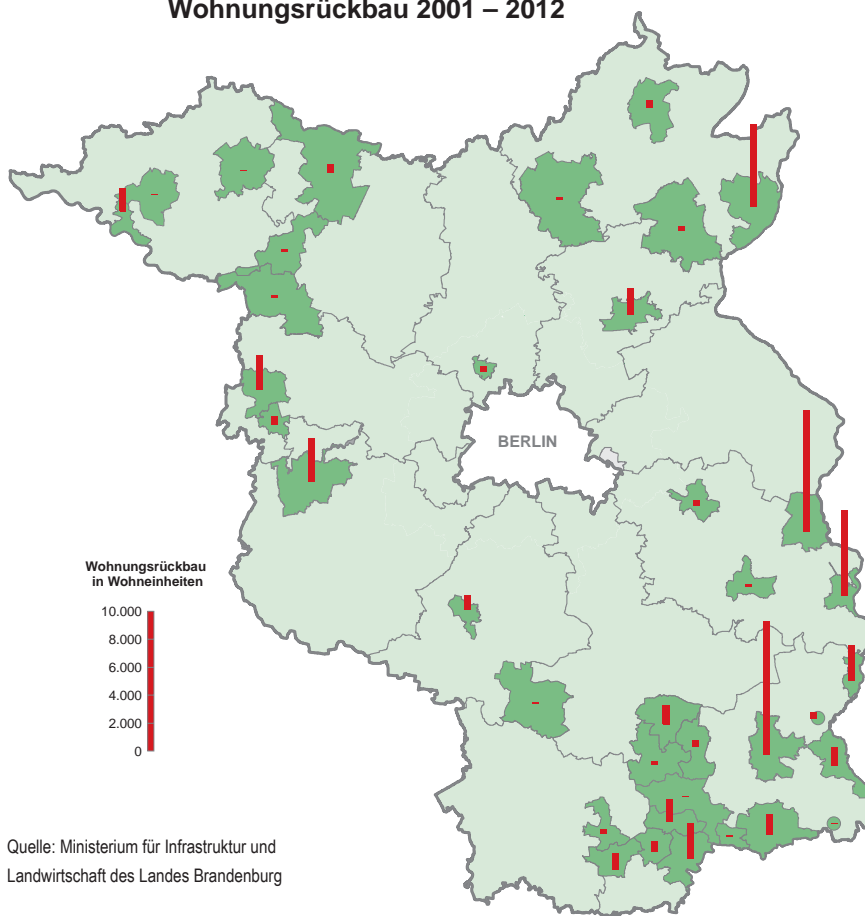 Wohnungsrückbau 2001 – 2012
BERLIN
Wohnungsrückbau
in Wohneinheiten
10.000
8.000
6.000
4.000
2.000
0
Quelle: Ministerium für Infrastruktur und
Landwirtschaft des Landes Brandenburg